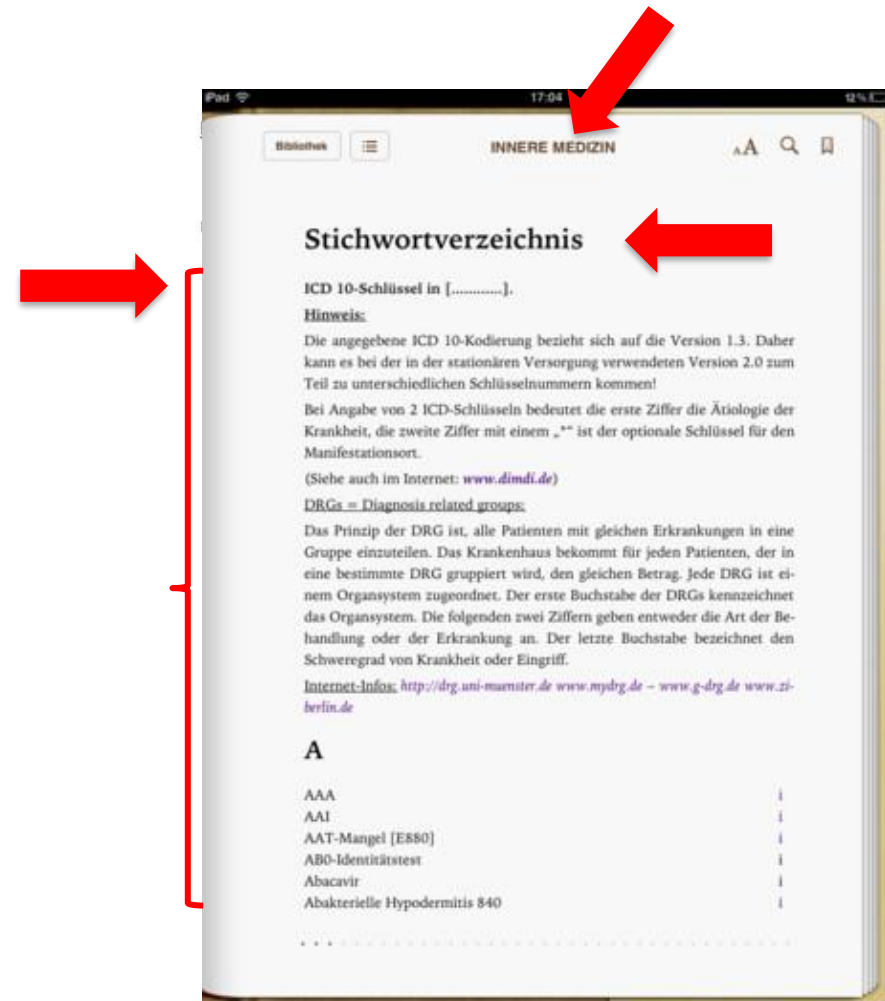 iPad 17:04 12%
Bibliothek INNERE MEDIZIN AA
Stichwortverzeichnis
ICD 10-Schlüssel in [............].
Hinweis:
Die angegebene ICD 10-Kodierung bezieht sich auf die Version 1.3. Daher
kann es bei der in der stationären Versorgung verwendeten Version 2.0 zum
Teil zu unterschiedlichen Schlüsselnummern kommen!
Bei Angabe von 2 ICD-Schlüsseln bedeutet die erste Ziffer die Ätiologie der
Krankheit, die zweite Ziffer mit einem „*“ ist der optionale Schlüssel für den
Manifestationsort.
(Siehe auch im Internet: www.dimdi.de)
DRGs = Diagnosis related groups:
Das Prinzip der DRG ist, alle Patienten mit gleichen Erkrankungen in eine
Gruppe einzuteilen. Das Krankenhaus bekommt für jeden Patienten, der in
eine bestimmte DRG gruppiert wird, den gleichen Betrag. Jede DRG ist ei-
nem Organsystem zugeordnet. Der erste Buchstabe der DRGs kennzeichnet
das Organsystem. Die folgenden zwei Ziffern geben entweder die Art der Be-
handlung oder der Erkrankung an. Der letzte Buchstabe bezeichnet den
Schweregrad von Krankheit oder Eingriff.
Internet-Infos: http://drg.uni-muenster.de www.mydrg.de – www.g-drg.de www.zi-
berlin.de
A
AAA i
AAI i
AAT-Mangel [E880] i
AB0-Identitätstest i
Abacavir i
Abakterielle Hypodermitis 840 i